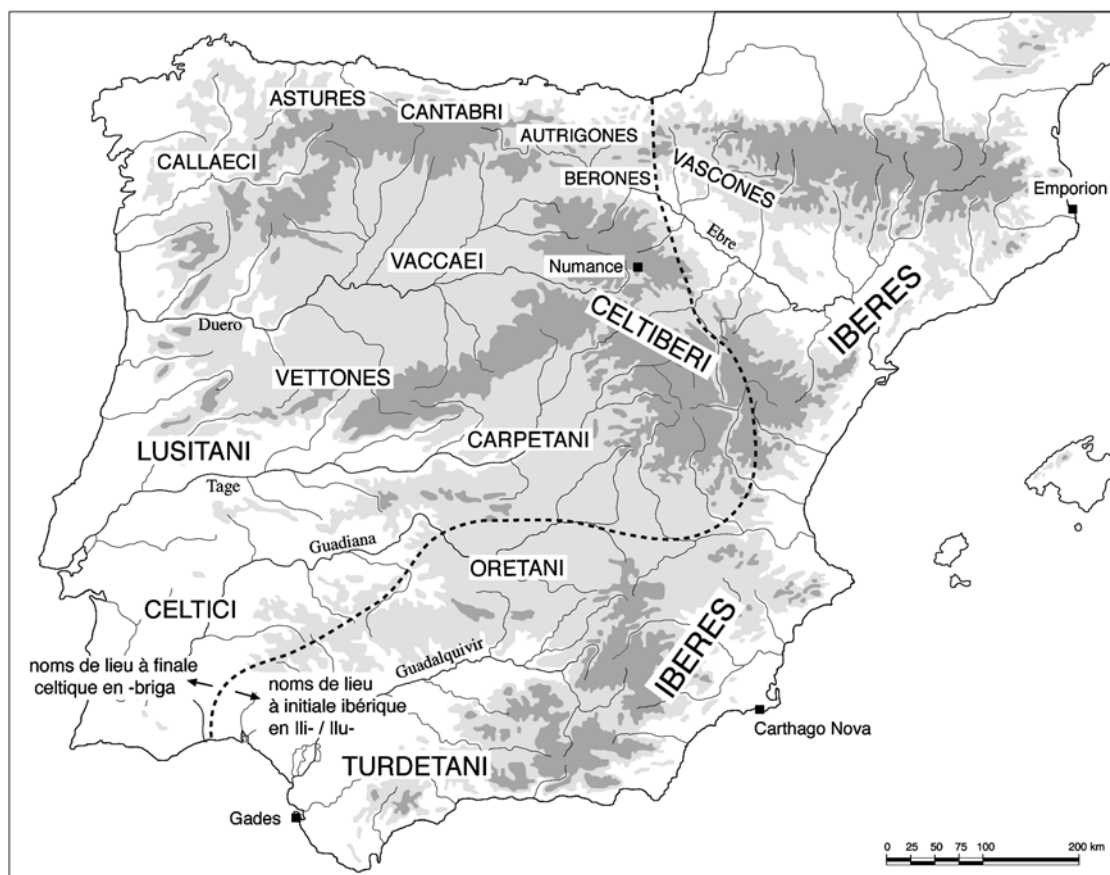 ASTURES
CANTABRI
AUTRIGONES
CALLAECI
VASCONES
BERONES
Emporion
Ebre
VACCAEI
Numance
IBERES
CELTIBERI
Duero
VETTONES
CARPETANI
LUSITANI
Tage
Guadiana
ORETANI
CELTICI
IBERES
Guadalquivir
noms de lieu à finale
celtique en -briga
noms de lieu
à initiale ibérique
en Ili- / Ilu-
Carthago Nova
TURDETANI
Gades
0 25 50 75 100 200 km